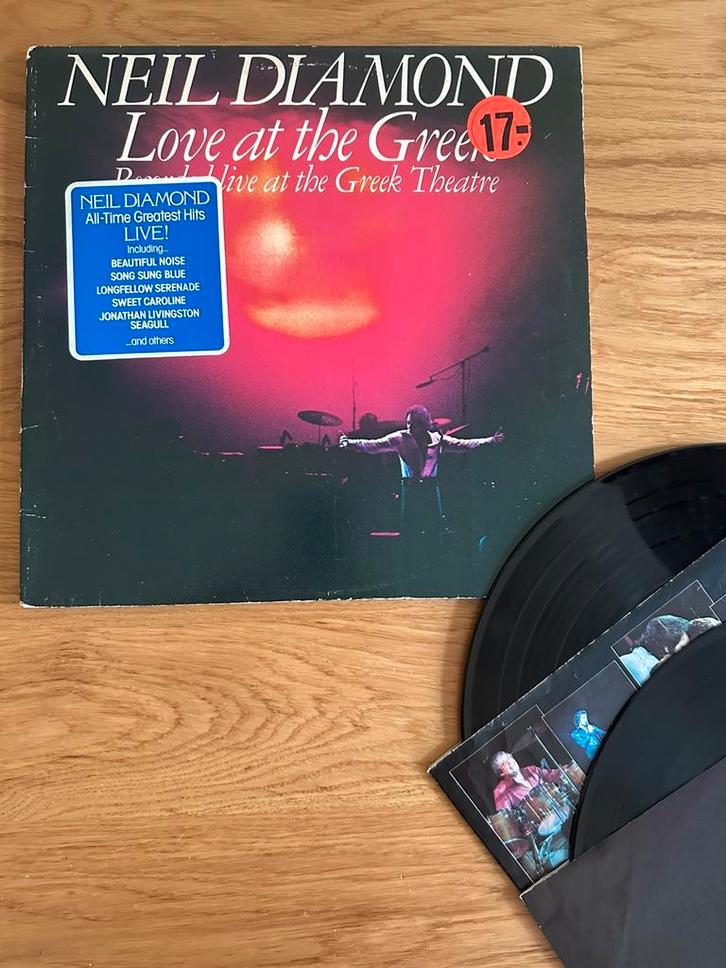 NEIL DIAMOND
Love at the Greek
17.-
Recorded live at the Greek Theatre
NEIL DIAMOND
All-Time Greatest Hits
LIVE!
including...
BEAUTIFUL NOISE
SONG SUNG BLUE
LONGFELLOW SERENADE
SWEET CAROLINE
JONATHAN LIVINGSTON
SEAGULL
...and others